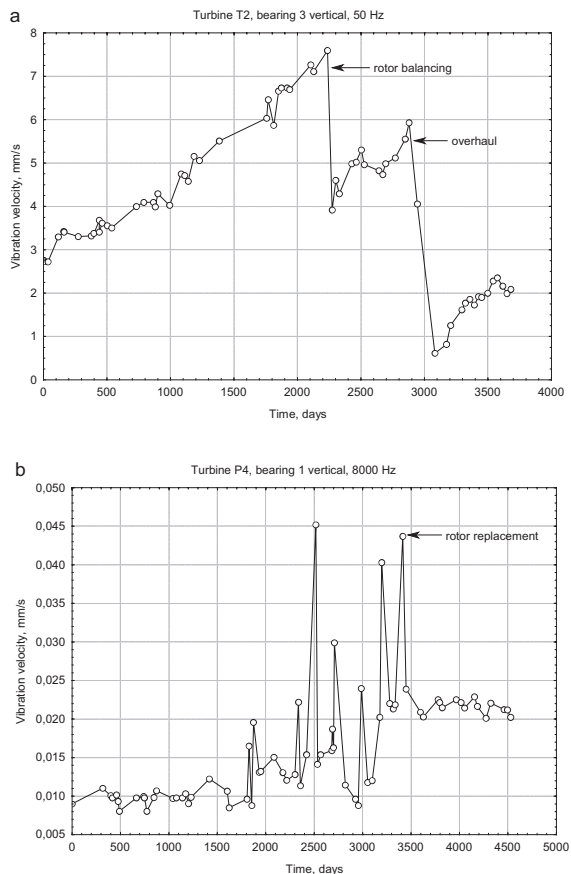 a
Turbine T2, bearing 3 vertical, 50 Hz
8
7
6
5
4
3
2
1
0
Vibration velocity, mm/s
rotor balancing
overhaul
0 500 1000 1500 2000 2500 3000 3500 4000
Time, days
b
Turbine P4, bearing 1 vertical, 8000 Hz
0,050
0,045
0,040
0,035
0,030
0,025
0,020
0,015
0,010
0,005
Vibration velocity, mm/s
rotor replacement
0 500 1000 1500 2000 2500 3000 3500 4000 4500 5000
Time, days